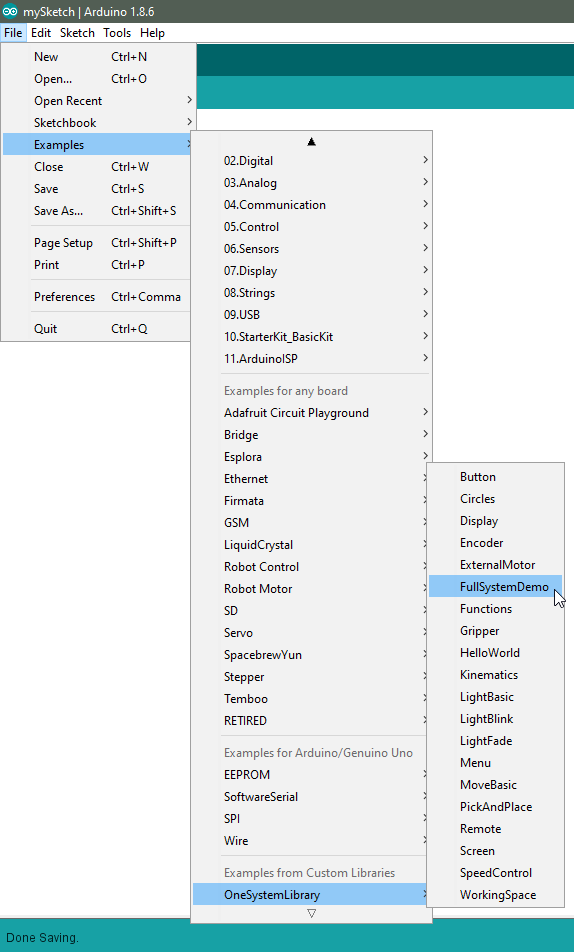 mySketch | Arduino 1.8.6
File Edit Sketch Tools Help
New Ctrl+N
Open... Ctrl+O
Open Recent
Sketchbook
Examples
Close Ctrl+W
Save Ctrl+S
Save As... Ctrl+Shift+S
Page Setup Ctrl+Shift+P
Print Ctrl+P
Preferences Ctrl+Comma
Quit Ctrl+Q
02.Digital
03.Analog
04.Communication
05.Control
06.Sensors
07.Display
08.Strings
09.USB
10.StarterKit_BasicKit
11.ArduinoISP
Examples for any board
Adafruit Circuit Playground
Bridge
Esplora
Ethernet
Firmata
GSM
LiquidCrystal
Robot Control
Robot Motor
SD
Servo
SpacebrewYun
Stepper
Temboo
RETIRED
Examples for Arduino/Genuino Uno
EEPROM
SoftwareSerial
SPI
Wire
Examples from Custom Libraries
OneSystemLibrary
Button
Circles
Display
Encoder
ExternalMotor
FullSystemDemo
Functions
Gripper
HelloWorld
Kinematics
LightBasic
LightBlink
LightFade
Menu
MoveBasic
PickAndPlace
Remote
Screen
SpeedControl
WorkingSpace
Done Saving.